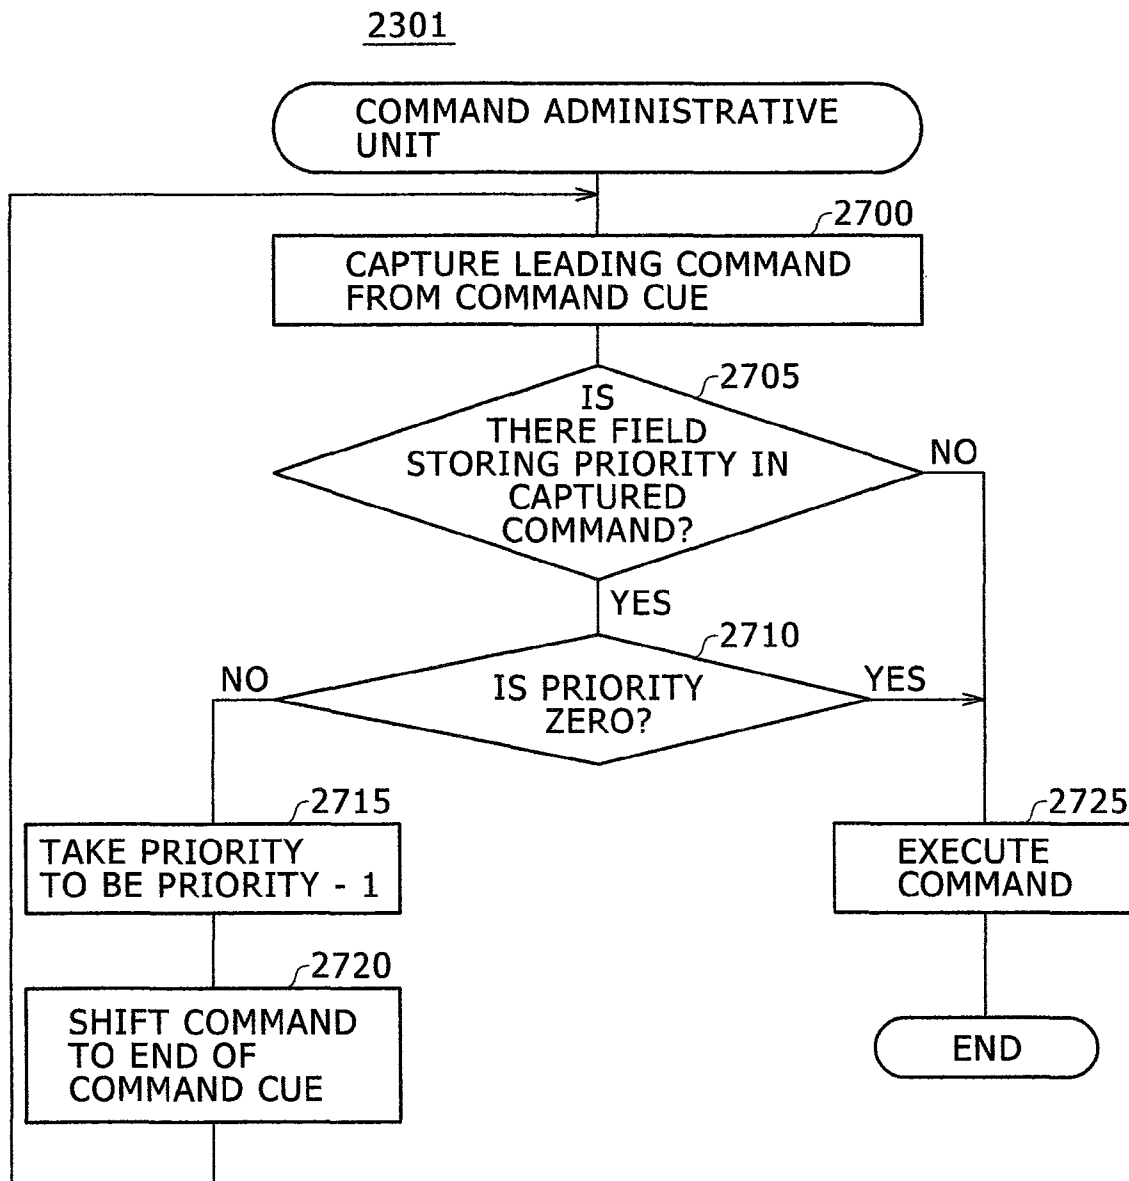 2301
COMMAND ADMINISTRATIVE
UNIT
2700
CAPTURE LEADING COMMAND
FROM COMMAND CUE
2705
IS
THERE FIELD
STORING PRIORITY IN
CAPTURED
COMMAND?
NO
YES
2710
NO
IS PRIORITY
ZERO?
YES
2715
TAKE PRIORITY
TO BE PRIORITY - 1
2725
EXECUTE
COMMAND
2720
SHIFT COMMAND
TO END OF
COMMAND CUE
END